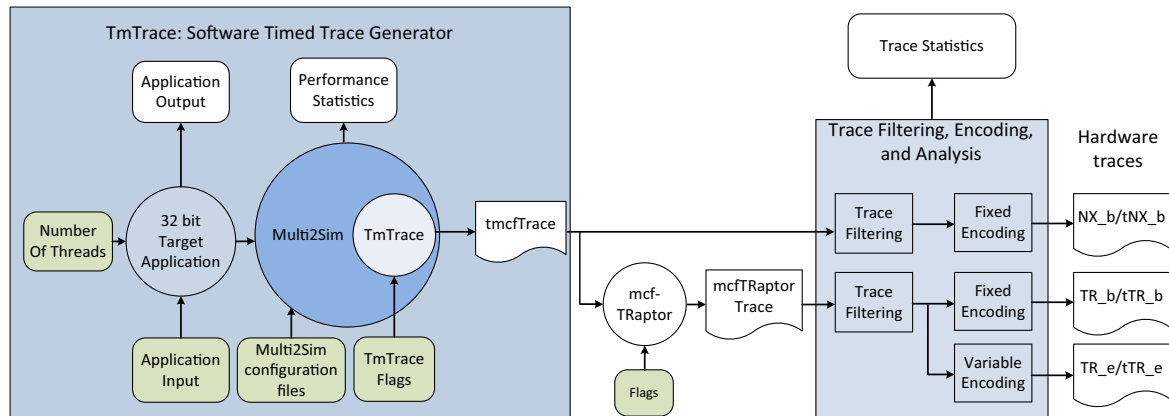 TmTrace: Software Timed Trace Generator
Application
Output
Performance
Statistics
Number
Of Threads
32 bit
Target
Application
Multi2Sim
TmTrace
tmcfTrace
Application
Input
Multi2Sim
configuration
files
TmTrace
Flags
mcf-
TRaptor
Flags
mcfTRaptor
Trace
Trace Statistics
Trace Filtering, Encoding,
and Analysis
Hardware
traces
Trace
Filtering
Fixed
Encoding
NX_b/tNX_b
Trace
Filtering
Fixed
Encoding
TR_b/tTR_b
Variable
Encoding
TR_e/tTR_e